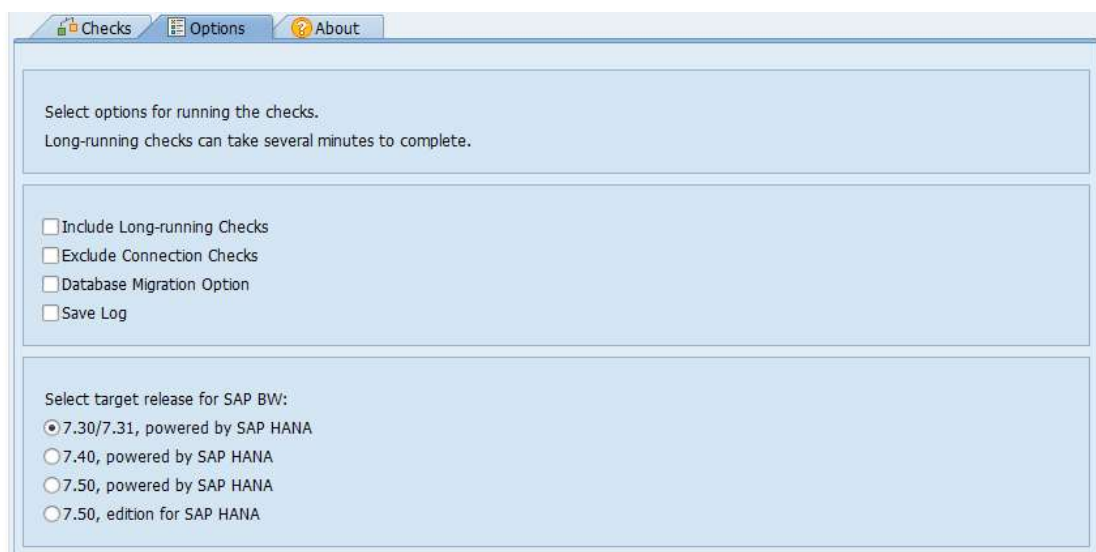 Checks Options About
Select options for running the checks.
Long-running checks can take several minutes to complete.
Include Long-running Checks
Exclude Connection Checks
Database Migration Option
Save Log
Select target release for SAP BW:
7.30/7.31, powered by SAP HANA
7.40, powered by SAP HANA
7.50, powered by SAP HANA
7.50, edition for SAP HANA